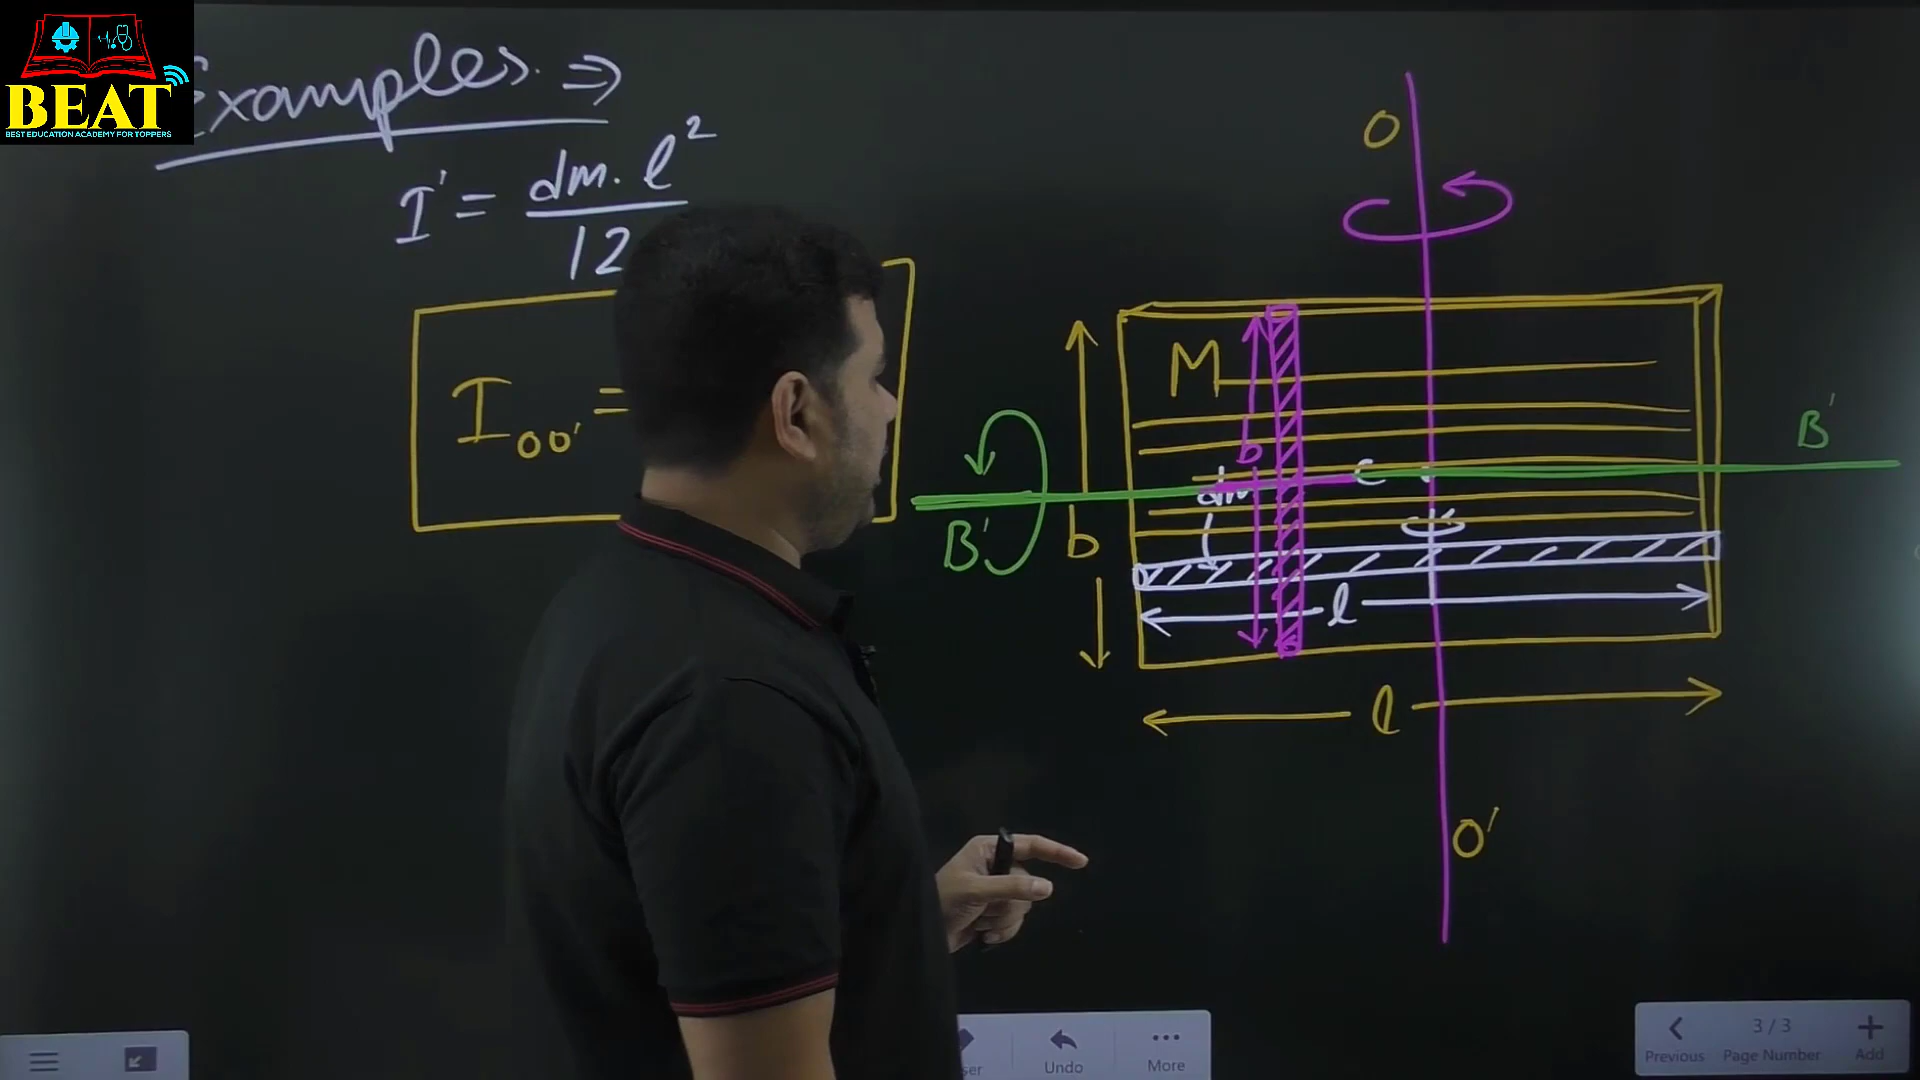 BEAT
BEST EDUCATION ACADEMY FOR TOPPERS
Examples. ⇒
I' = dm. l²
12
I₀₀' =
O
M
b
B'
dm
C
B'
b
l
l
O'
Undo
More
3 / 3
Previous
Page Number
Add